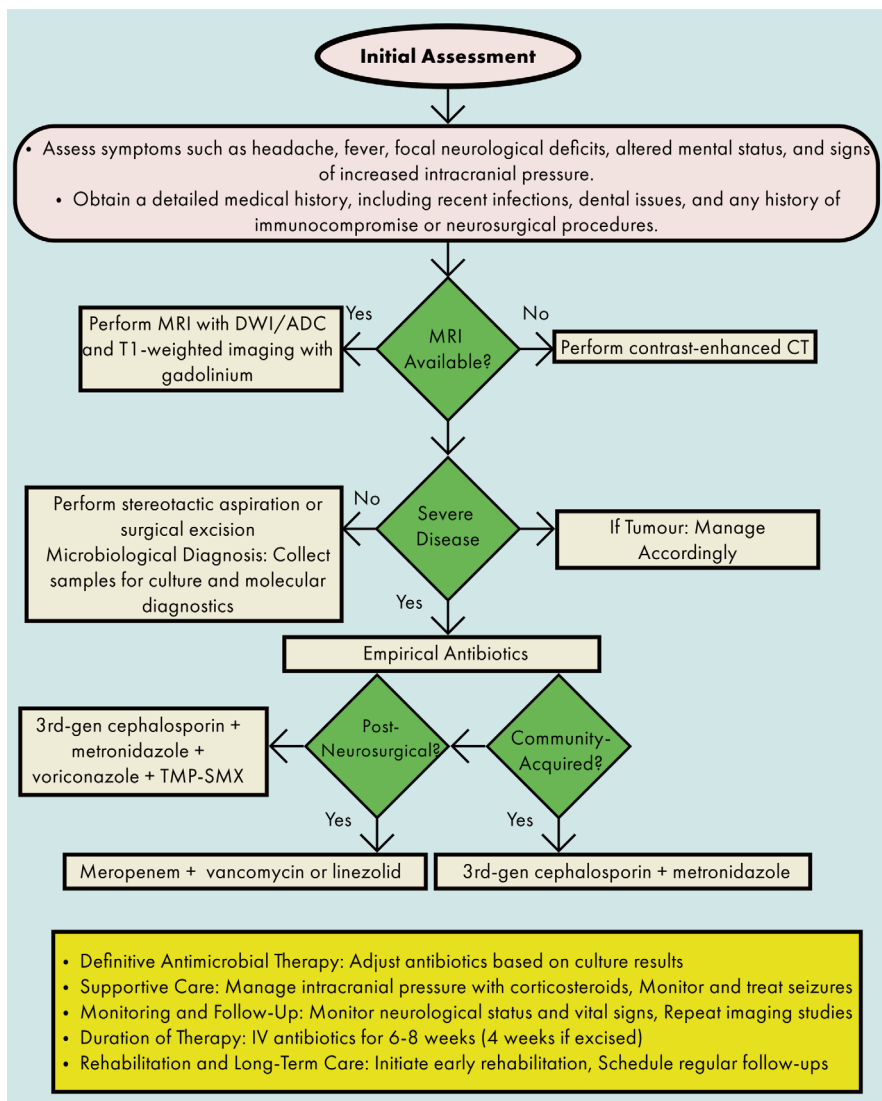 Initial Assessment
• Assess symptoms such as headache, fever, focal neurological deficits, altered mental status, and signs
of increased intracranial pressure.
• Obtain a detailed medical history, including recent infections, dental issues, and any history of
immunocompromise or neurosurgical procedures.
Yes
No
Perform MRI with DWI/ADC
and T1-weighted imaging with
gadolinium
MRI
Available?
Perform contrast-enhanced CT
Perform stereotactic aspiration or
surgical excision
Microbiological Diagnosis: Collect
samples for culture and molecular
diagnostics
No
Severe
Disease
If Tumour: Manage
Accordingly
Yes
Empirical Antibiotics
3rd-gen cephalosporin +
metronidazole +
voriconazole + TMP-SMX
Post-
Neurosurgical?
Community-
Acquired?
Yes
Yes
Meropenem + vancomycin or linezolid
3rd-gen cephalosporin + metronidazole
• Definitive Antimicrobial Therapy: Adjust antibiotics based on culture results
• Supportive Care: Manage intracranial pressure with corticosteroids, Monitor and treat seizures
• Monitoring and Follow-Up: Monitor neurological status and vital signs, Repeat imaging studies
• Duration of Therapy: IV antibiotics for 6-8 weeks (4 weeks if excised)
• Rehabilitation and Long-Term Care: Initiate early rehabilitation, Schedule regular follow-ups